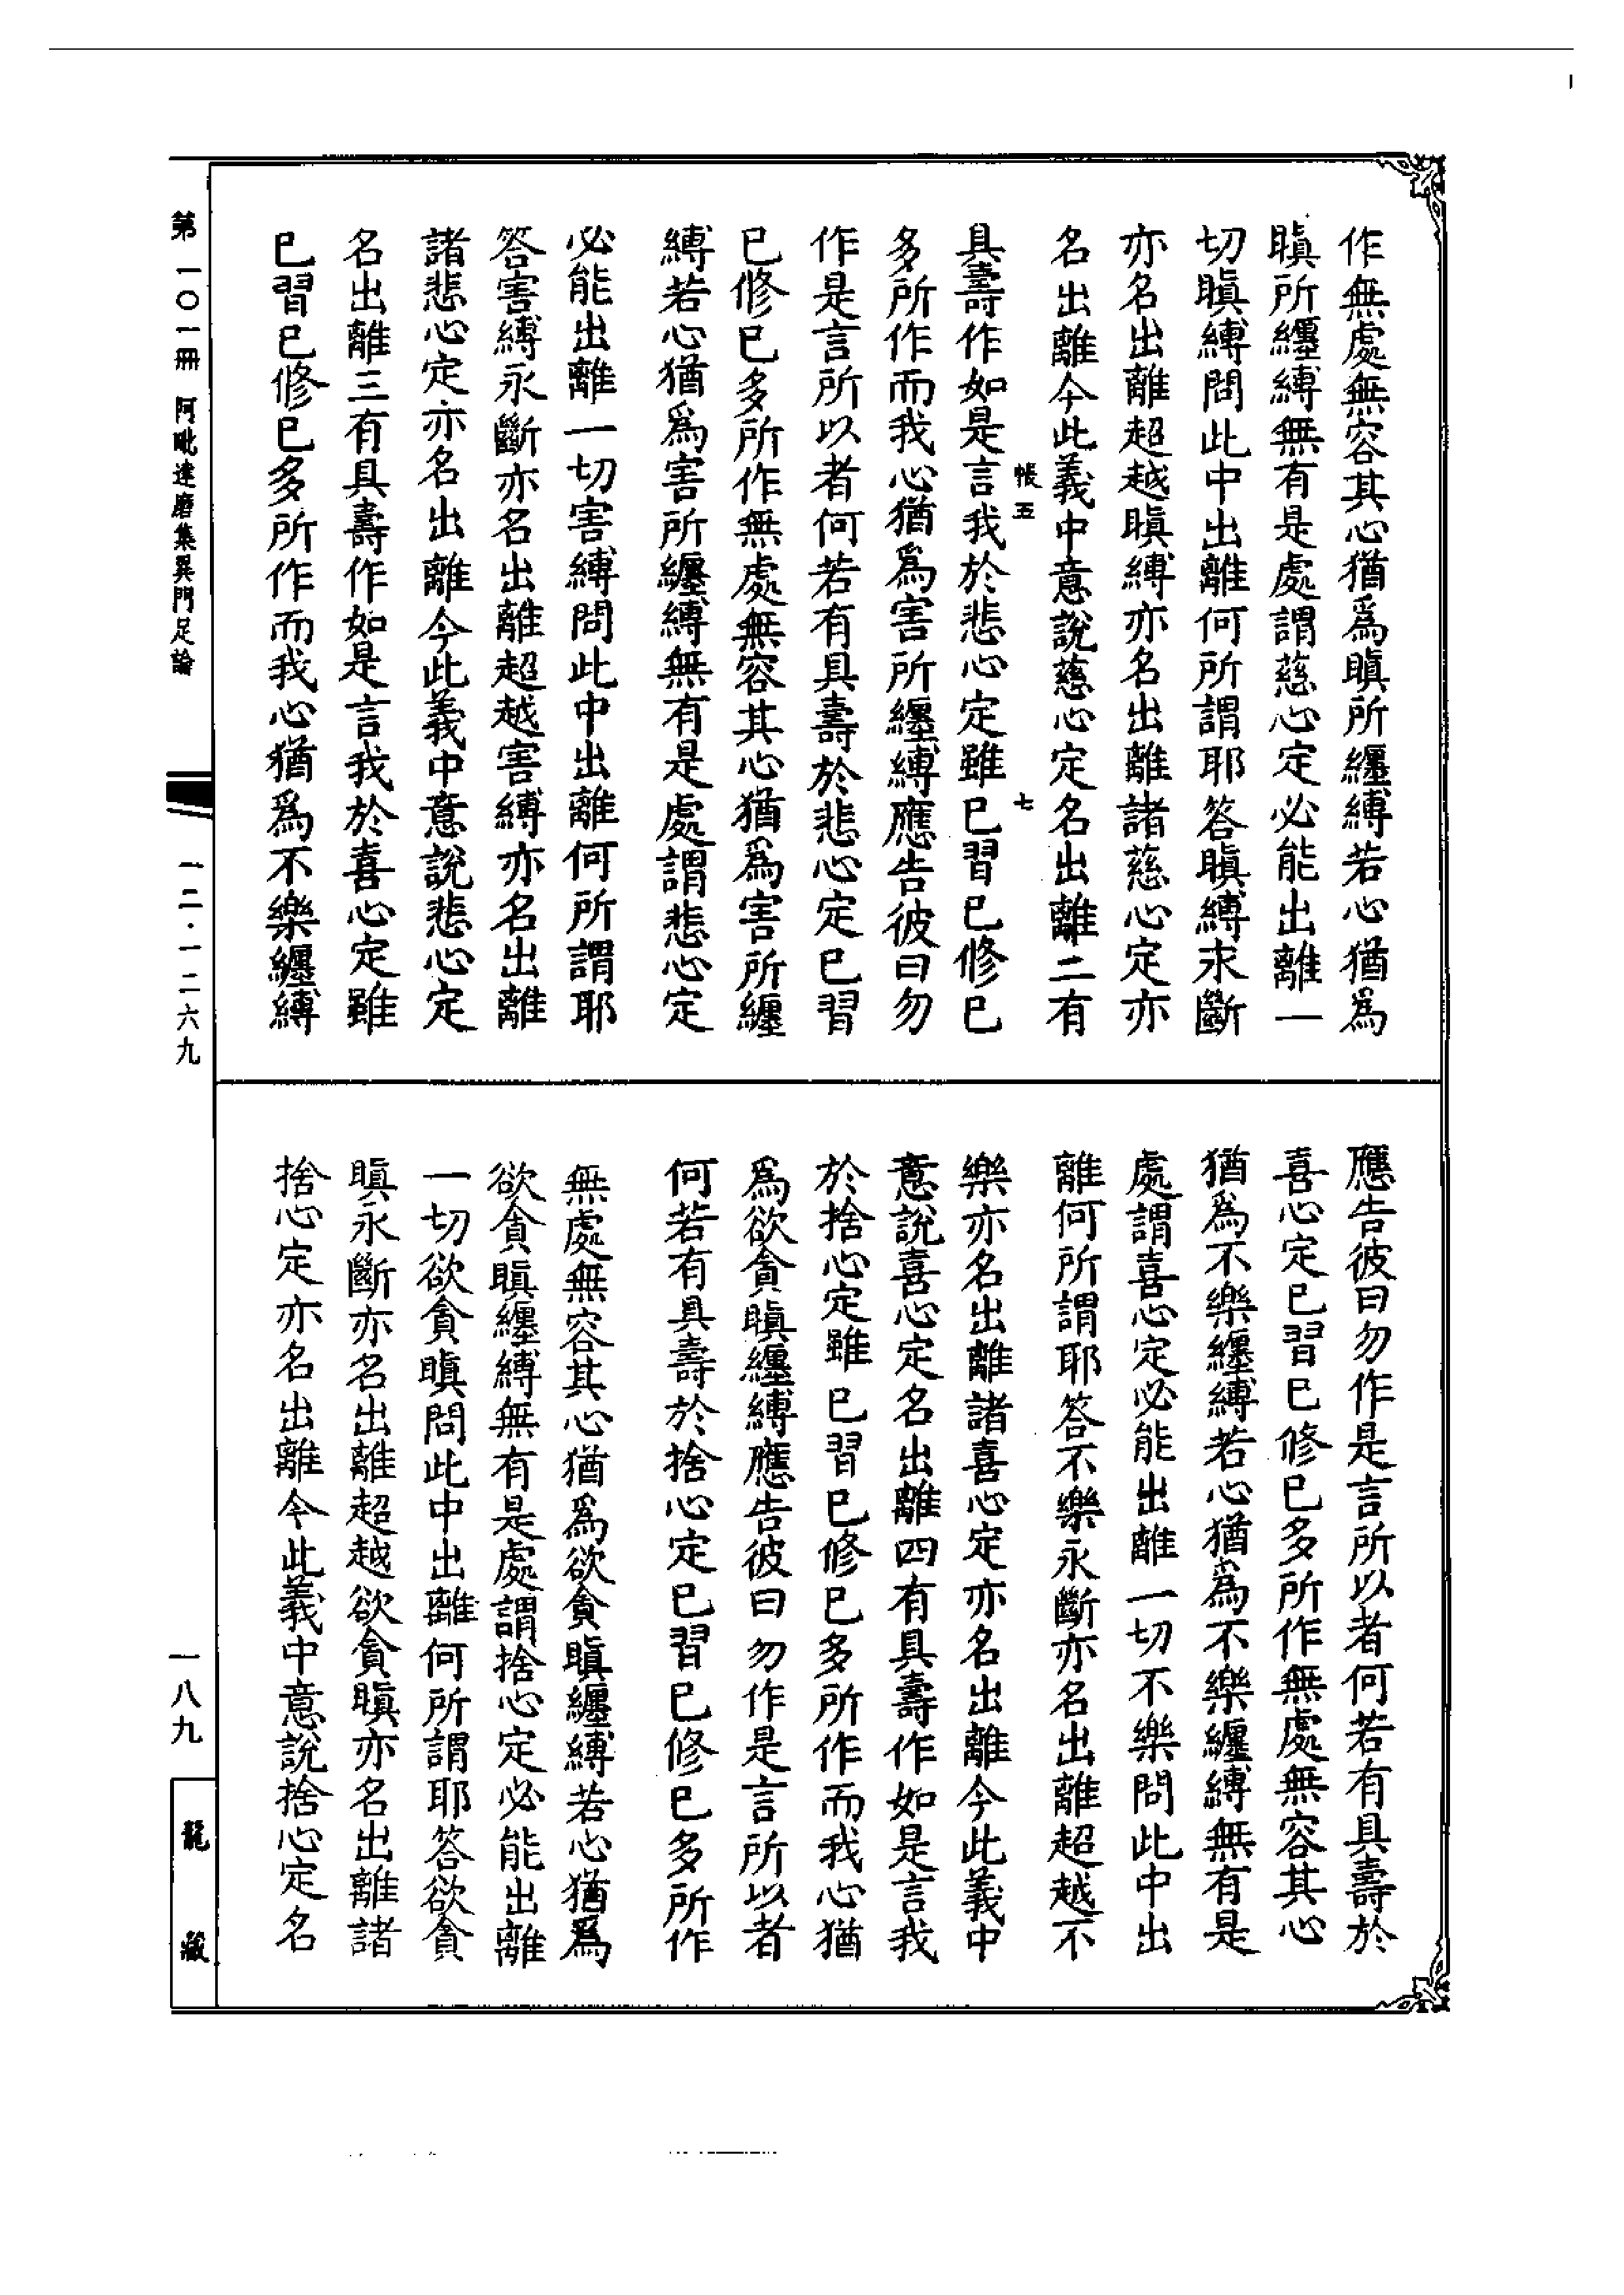 作無處無容其心猶爲瞋所纏縛若心猶爲
瞋所纏縛無有是處謂慈心定必能出離一
切瞋縛問此中出離何所謂耶答瞋縛永斷
亦名出離超越瞋縛亦名出離諸慈心定亦
名出離今此義中意說慈心定名出離二有
帳五
七
具壽作如是言我於悲心定雖已習已修已
多所作而我心猶爲害所纏縛應告彼曰勿
作是言所以者何若有具壽於悲心定已習
已修已多所作無處無容其心猶爲害所纏
縛若心猶爲害所纏縛無有是處謂悲心定
必能出離一切害縛問此中出離何所謂耶
答害縛永斷亦名出離超越害縛亦名出離
諸悲心定亦名出離今此義中意說悲心定
名出離三有具壽作如是言我於喜心定雖
已習已修已多所作而我心猶爲不樂纏縛
應告彼曰勿作是言所以者何若有具壽於
喜心定已習已修已多所作無處無容其心
猶爲不樂纏縛若心猶爲不樂纏縛無有是
處謂喜心定必能出離一切不樂問此中出
離何所謂耶答不樂永斷亦名出離超越不
樂亦名出離諸喜心定亦名出離今此義中
意說喜心定名出離四有具壽作如是言我
於捨心定雖已習已修已多所作而我心猶
爲欲貪瞋纏縛應告彼曰勿作是言所以者
何若有具壽於捨心定已習已修已多所作
無處無容其心猶爲欲貪瞋纏縛若心猶爲
欲貪瞋纏縛無有是處謂捨心定必能出離
一切欲貪瞋問此中出離何所謂耶答欲貪
瞋永斷亦名出離超越欲貪瞋亦名出離諸
捨心定亦名出離今此義中意說捨心定名
第一〇一冊 阿毗達磨集異門足論
一二·一二六九
一八九
龍藏